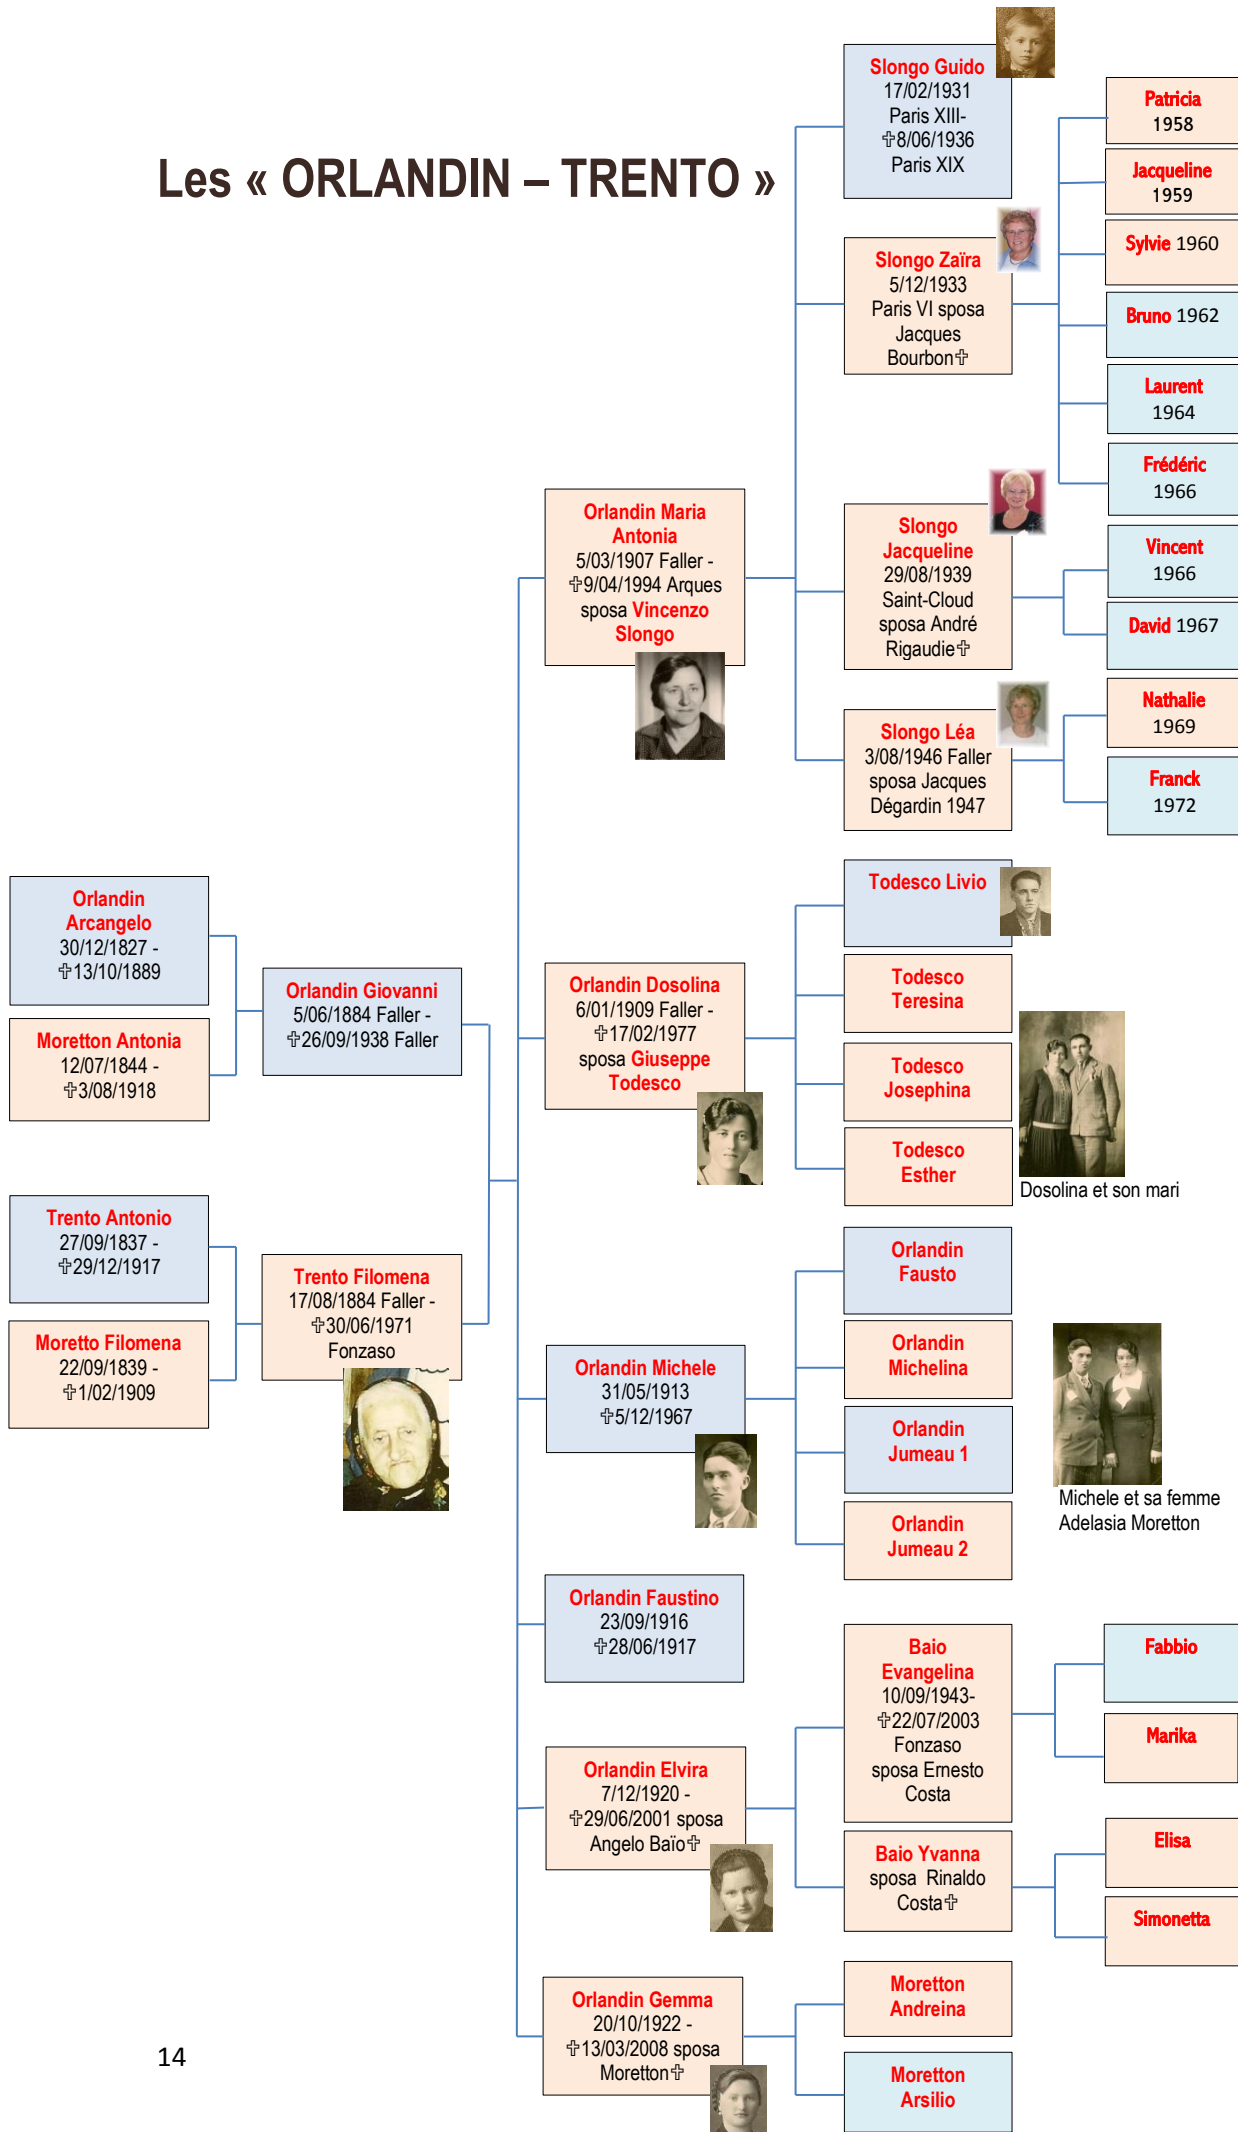 Les « ORLANDIN – TRENTO »
Orlandin
Arcangelo
30/12/1827 -
✞13/10/1889
Moretton Antonia
12/07/1844 -
✞3/08/1918
Trento Antonio
27/09/1837 -
✞29/12/1917
Moretto Filomena
22/09/1839 -
✞1/02/1909
Orlandin Giovanni
5/06/1884 Faller -
✞26/09/1938 Faller
Trento Filomena
17/08/1884 Faller -
✞30/06/1971
Fonzaso
Orlandin Maria
Antonia
5/03/1907 Faller -
✞9/04/1994 Arques
sposa Vincenzo
Slongo
Orlandin Dosolina
6/01/1909 Faller -
✞17/02/1977
sposa Giuseppe
Todesco
Orlandin Michele
31/05/1913
✞5/12/1967
Orlandin Faustino
23/09/1916
✞28/06/1917
Orlandin Elvira
7/12/1920 -
✞29/06/2001 sposa
Angelo Baïo✞
Orlandin Gemma
20/10/1922 -
✞13/03/2008 sposa
Moretton✞
Slongo Guido
17/02/1931
Paris XIII-
✞8/06/1936
Paris XIX
Slongo Zaïra
5/12/1933
Paris VI sposa
Jacques
Bourbon✞
Slongo
Jacqueline
29/08/1939
Saint-Cloud
sposa André
Rigaudie✞
Slongo Léa
3/08/1946 Faller
sposa Jacques
Dégardin 1947
Todesco Livio
Todesco
Teresina
Todesco
Josephina
Todesco
Esther
Dosolina et son mari
Orlandin
Fausto
Orlandin
Michelina
Orlandin
Jumeau 1
Orlandin
Jumeau 2
Michele et sa femme
Adelasia Moretton
Baio
Evangelina
10/09/1943-
✞22/07/2003
Fonzaso
sposa Ernesto
Costa
Baio Yvanna
sposa Rinaldo
Costa✞
Moretton
Andreina
Moretton
Arsilio
Patricia
1958
Jacqueline
1959
Sylvie 1960
Bruno 1962
Laurent
1964
Frédéric
1966
Vincent
1966
David 1967
Nathalie
1969
Franck
1972
Fabbio
Marika
Elisa
Simonetta
14